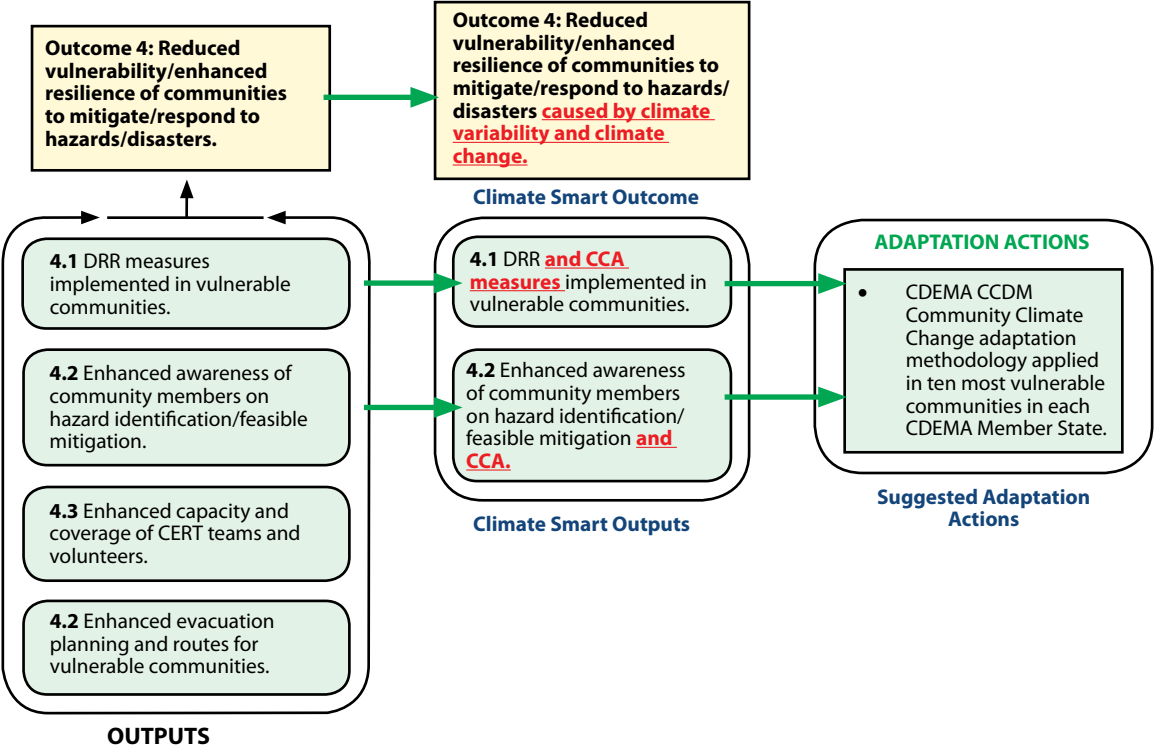 Outcome 4: Reduced
vulnerability/enhanced
resilience of communities
to mitigate/respond to
hazards/disasters.
Outcome 4: Reduced
vulnerability/enhanced
resilience of communities to
mitigate/respond to hazards/
disasters caused by climate
variability and climate
change.
Climate Smart Outcome
4.1 DRR measures
implemented in vulnerable
communities.
4.2 Enhanced awareness of
community members on
hazard identification/feasible
mitigation.
4.3 Enhanced capacity and
coverage of CERT teams and
volunteers.
4.2 Enhanced evacuation
planning and routes for
vulnerable communities.
OUTPUTS
4.1 DRR and CCA
measures implemented in
vulnerable communities.
4.2 Enhanced awareness
of community members
on hazard identification/
feasible mitigation and
CCA.
Climate Smart Outputs
ADAPTATION ACTIONS
• CDEMA CCDM
Community Climate
Change adaptation
methodology applied
in ten most vulnerable
communities in each
CDEMA Member State.
Suggested Adaptation
Actions